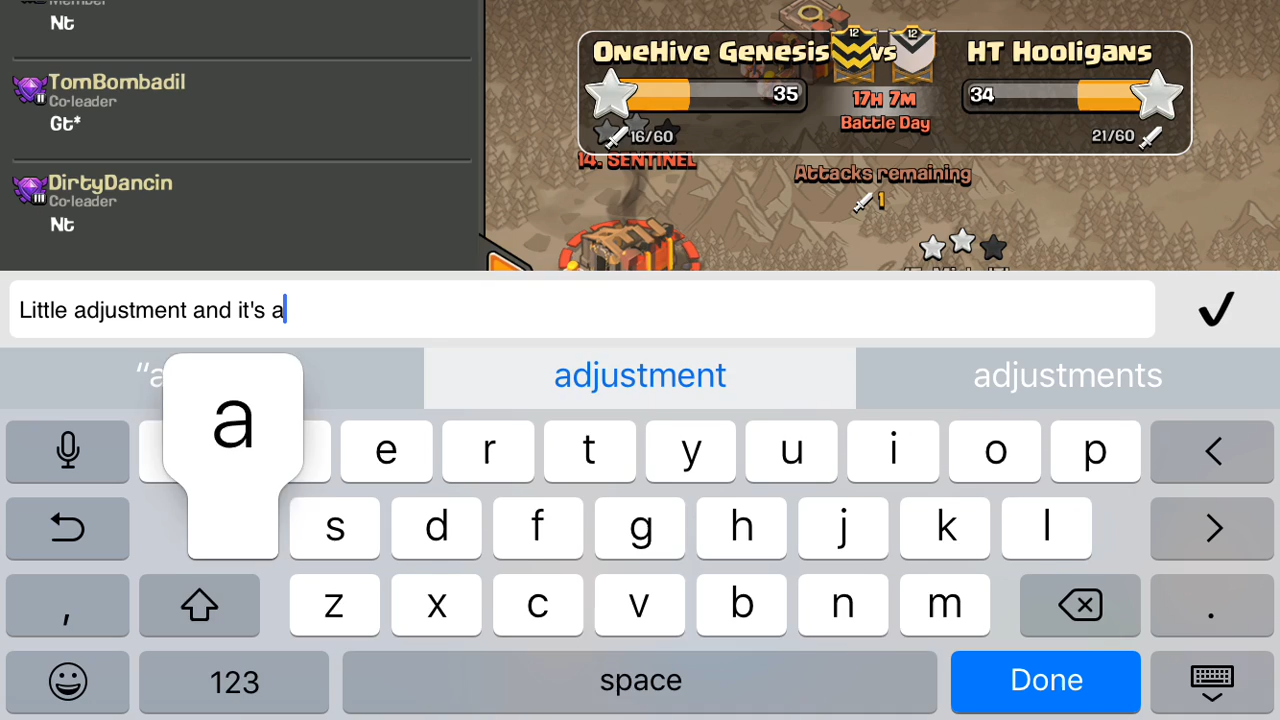 Nt
TomBombadil
Co-leader
Gt*
DirtyDancin
Co-leader
Nt
12
12
OneHive Genesis vs HT Hooligans
35
17H 7M
34
Battle Day
16/60
21/60
14. SENTINEL
Attacks remaining
1
Little adjustment and it's a
“a
adjustment
adjustments
a
e r t y u i o p <
s d f g h j k l >
, z x c v b n m .
123
space
Done